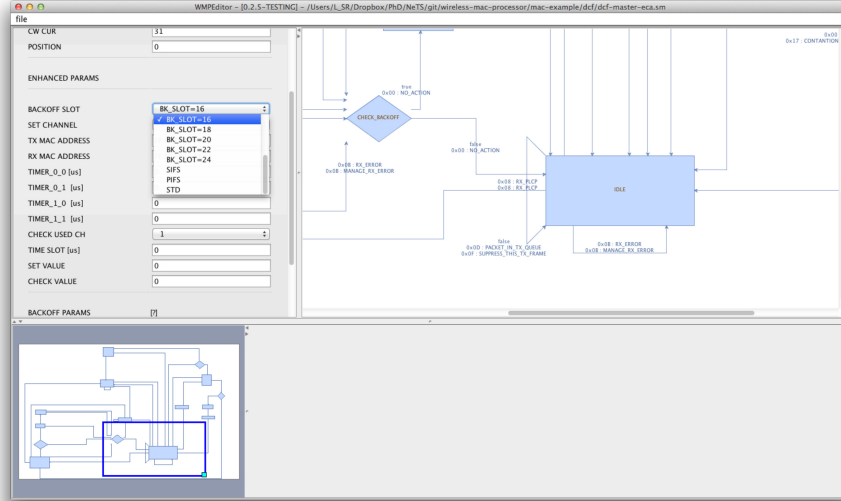 WMPEditor - [0.2.5-TESTING] - /Users/L_SR/Dropbox/PhD/NeTS/git/wireless-mac-processor/mac-example/dcf/dcf-master-eca.sm
file
CW CUR
31
POSITION
0
ENHANCED PARAMS
BACKOFF SLOT
BK_SLOT=16
✓ BK_SLOT=16
SET CHANNEL
BK_SLOT=18
BK_SLOT=20
TX MAC ADDRESS
BK_SLOT=22
RX MAC ADDRESS
BK_SLOT=24
TIMER_0_0 [us]
SIFS
PIFS
TIMER_0_1 [us]
STD
TIMER_1_0 [us]
0
TIMER_1_1 [us]
0
CHECK USED CH
1
TIME SLOT [us]
0
SET VALUE
0
CHECK VALUE
0
BACKOFF PARAMS
[?]
0x00
0x17 : CONTANTION
true
0x00 : NO_ACTION
CHECK_BACKOFF
false
0x00 : NO_ACTION
0x0B : RX_ERROR
0x0B : MANAGE_RX_ERROR
0x08 : RX_PLCP
0x08 : RX_PLCP
IDLE
false
0x0D : PACKET_IN_TX_QUEUE
0x0F : SUPPRESS_THIS_TX_FRAME
0x0B : RX_ERROR
0x0B : MANAGE_RX_ERROR